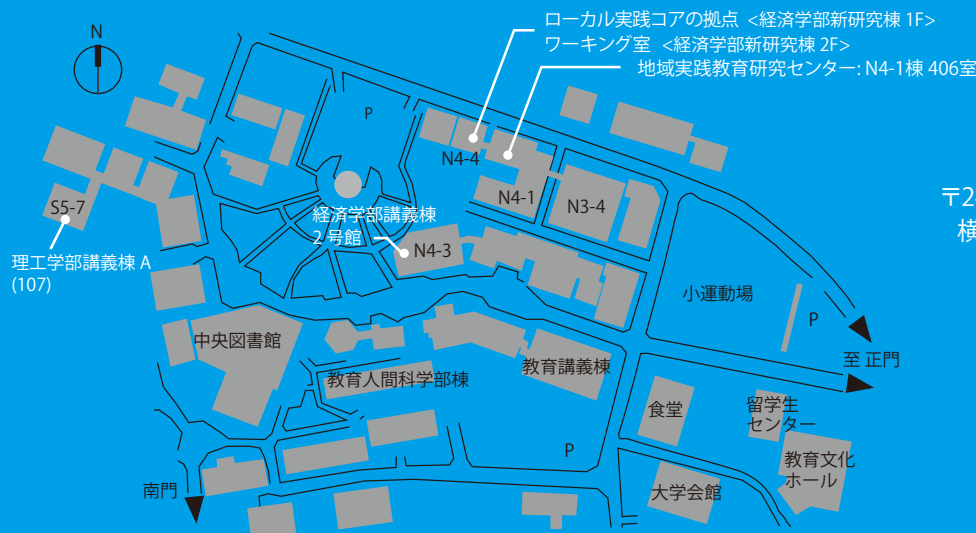 ローカル実践コアの拠点 <経済学部新研究棟 1F>
ワーキング室 <経済学部新研究棟 2F>
地域実践教育研究センター: N4-1棟 406室
N
P
N4-4
N4-1
N3-4
S5-7
経済学部講義棟
2 号館
N4-3
〒2
横
理工学部講義棟 A
(107)
小運動場
P
中央図書館
至 正門
教育人間科学部棟
教育講義棟
食堂
留学生
センター
P
教育文化
ホール
南門
大学会館